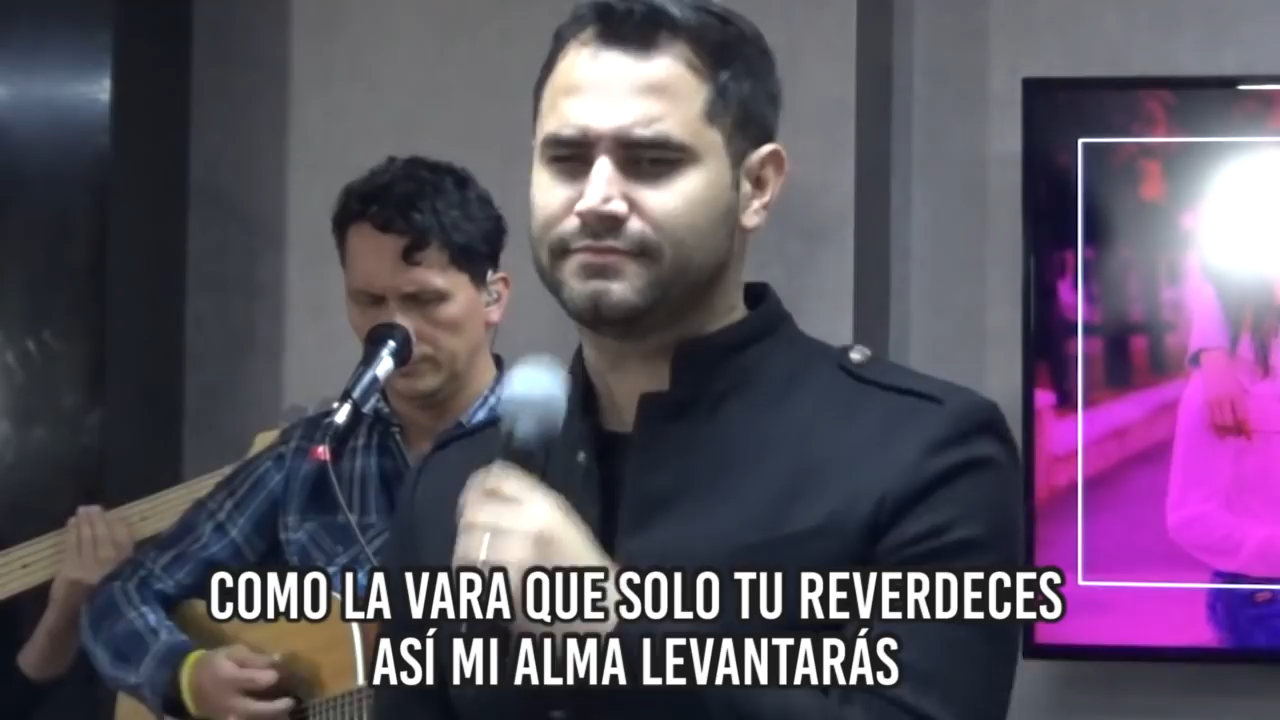 COMO LA VARA QUE SOLO TU REVERDECES
ASÍ MI ALMA LEVANTARÁS